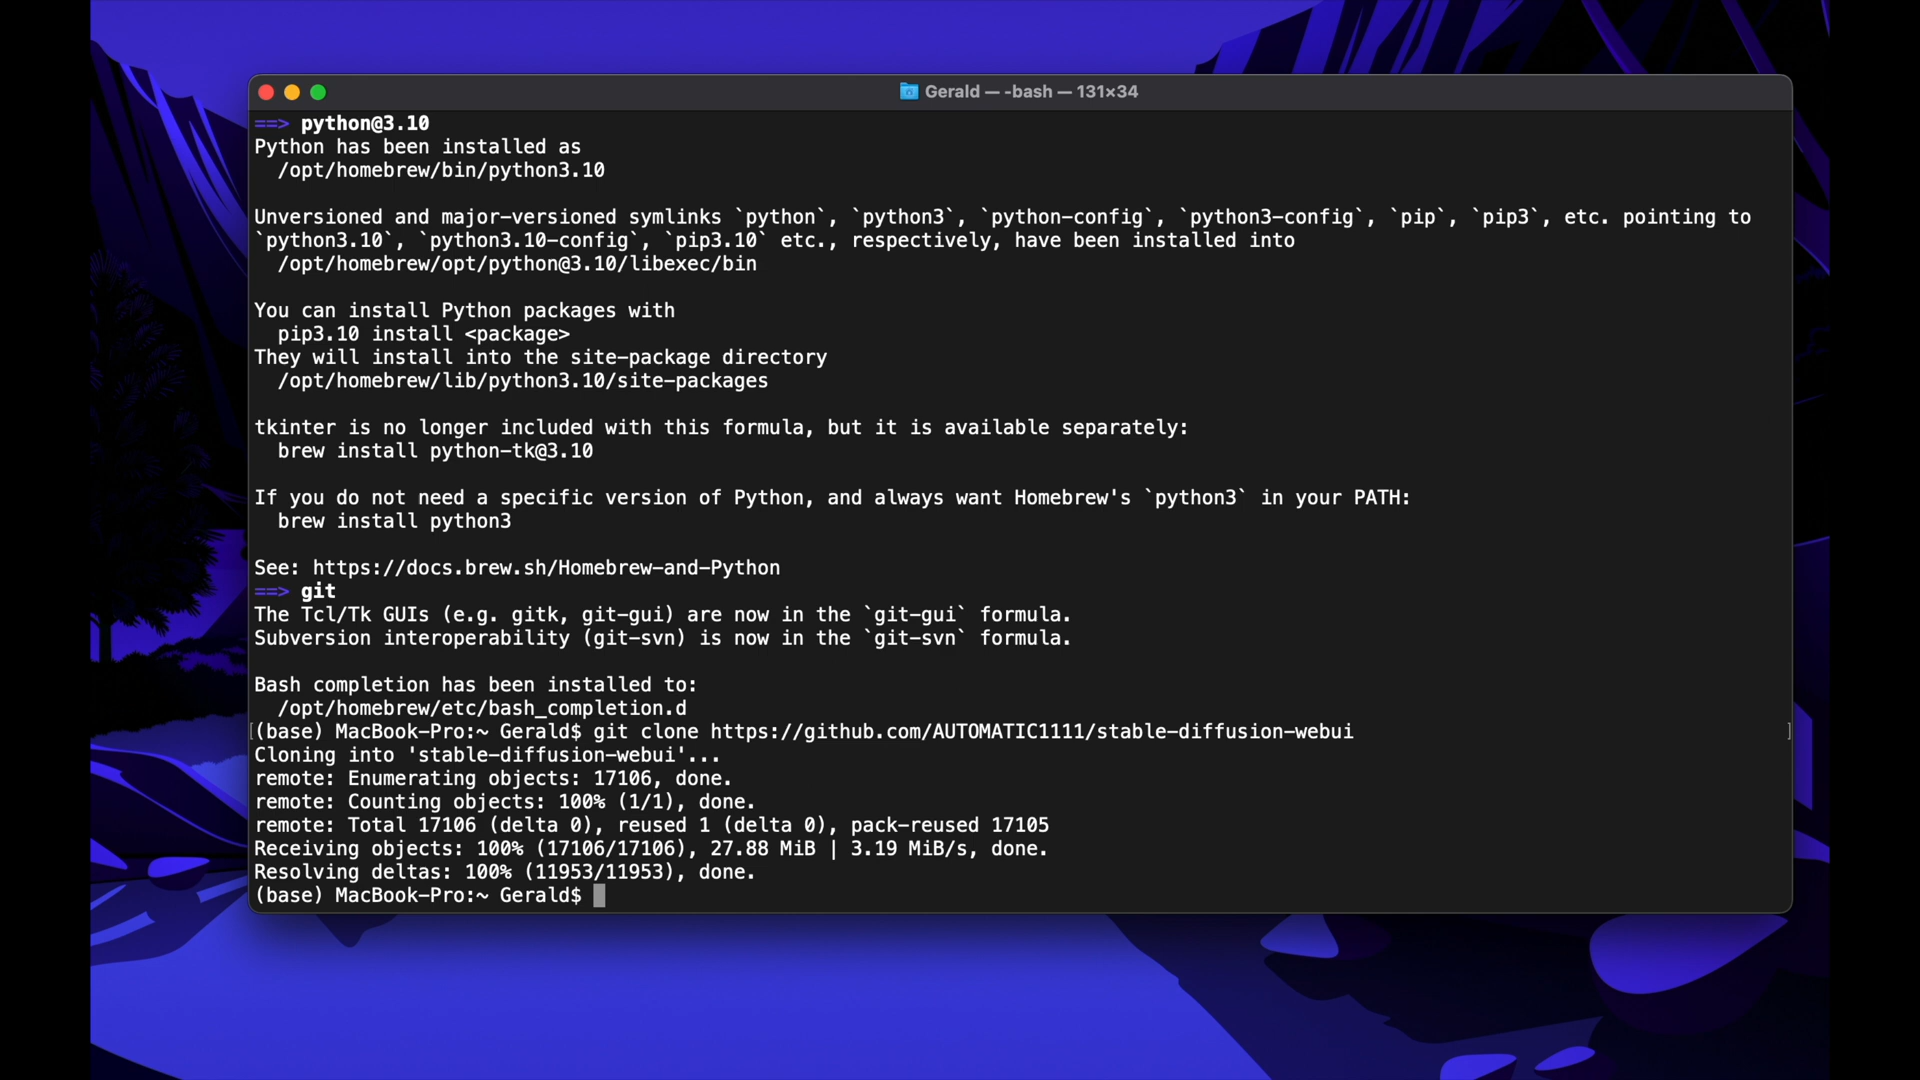 Gerald — -bash — 131×34
==> python@3.10
Python has been installed as
  /opt/homebrew/bin/python3.10
Unversioned and major-versioned symlinks `python`, `python3`, `python-config`, `python3-config`, `pip`, `pip3`, etc. pointing to
`python3.10`, `python3.10-config`, `pip3.10` etc., respectively, have been installed into
  /opt/homebrew/opt/python@3.10/libexec/bin
You can install Python packages with
  pip3.10 install <package>
They will install into the site-package directory
  /opt/homebrew/lib/python3.10/site-packages
tkinter is no longer included with this formula, but it is available separately:
  brew install python-tk@3.10
If you do not need a specific version of Python, and always want Homebrew's `python3` in your PATH:
  brew install python3
See: https://docs.brew.sh/Homebrew-and-Python
==> git
The Tcl/Tk GUIs (e.g. gitk, git-gui) are now in the `git-gui` formula.
Subversion interoperability (git-svn) is now in the `git-svn` formula.
Bash completion has been installed to:
  /opt/homebrew/etc/bash_completion.d
[(base) MacBook-Pro:~ Gerald$ git clone https://github.com/AUTOMATIC1111/stable-diffusion-webui ]
Cloning into 'stable-diffusion-webui'...
remote: Enumerating objects: 17106, done.
remote: Counting objects: 100% (1/1), done.
remote: Total 17106 (delta 0), reused 1 (delta 0), pack-reused 17105
Receiving objects: 100% (17106/17106), 27.88 MiB | 3.19 MiB/s, done.
Resolving deltas: 100% (11953/11953), done.
(base) MacBook-Pro:~ Gerald$